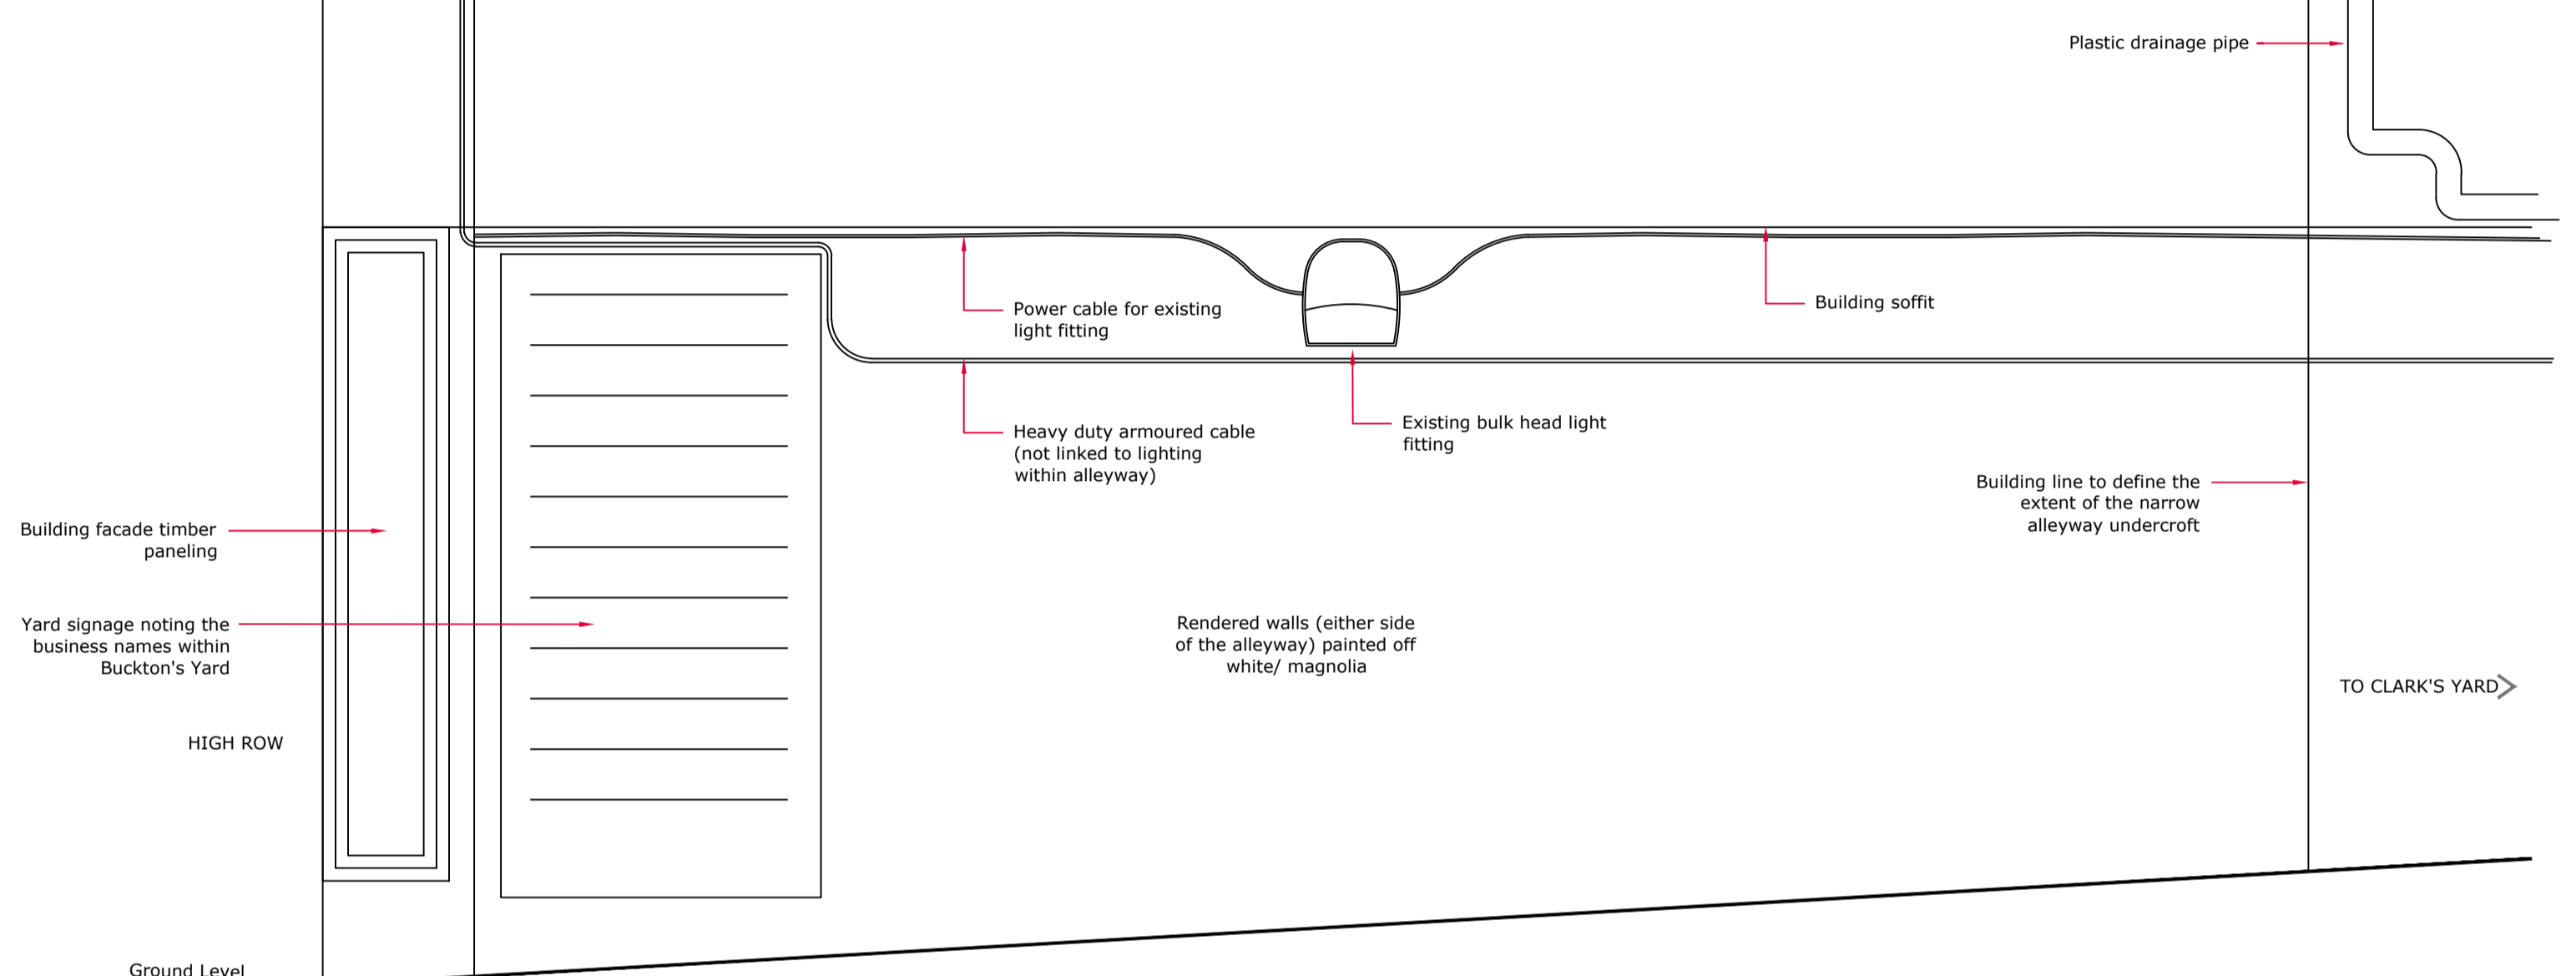 Plastic drainage pipe
Power cable for existing
light fitting
Building soffit
Heavy duty armoured cable
(not linked to lighting
within alleyway)
Existing bulk head light
fitting
Building line to define the
extent of the narrow
alleyway undercroft
Building facade timber
paneling
Yard signage noting the
business names within
Buckton's Yard
Rendered walls (either side
of the alleyway) painted off
white/ magnolia
TO CLARK'S YARD
HIGH ROW
Ground Level